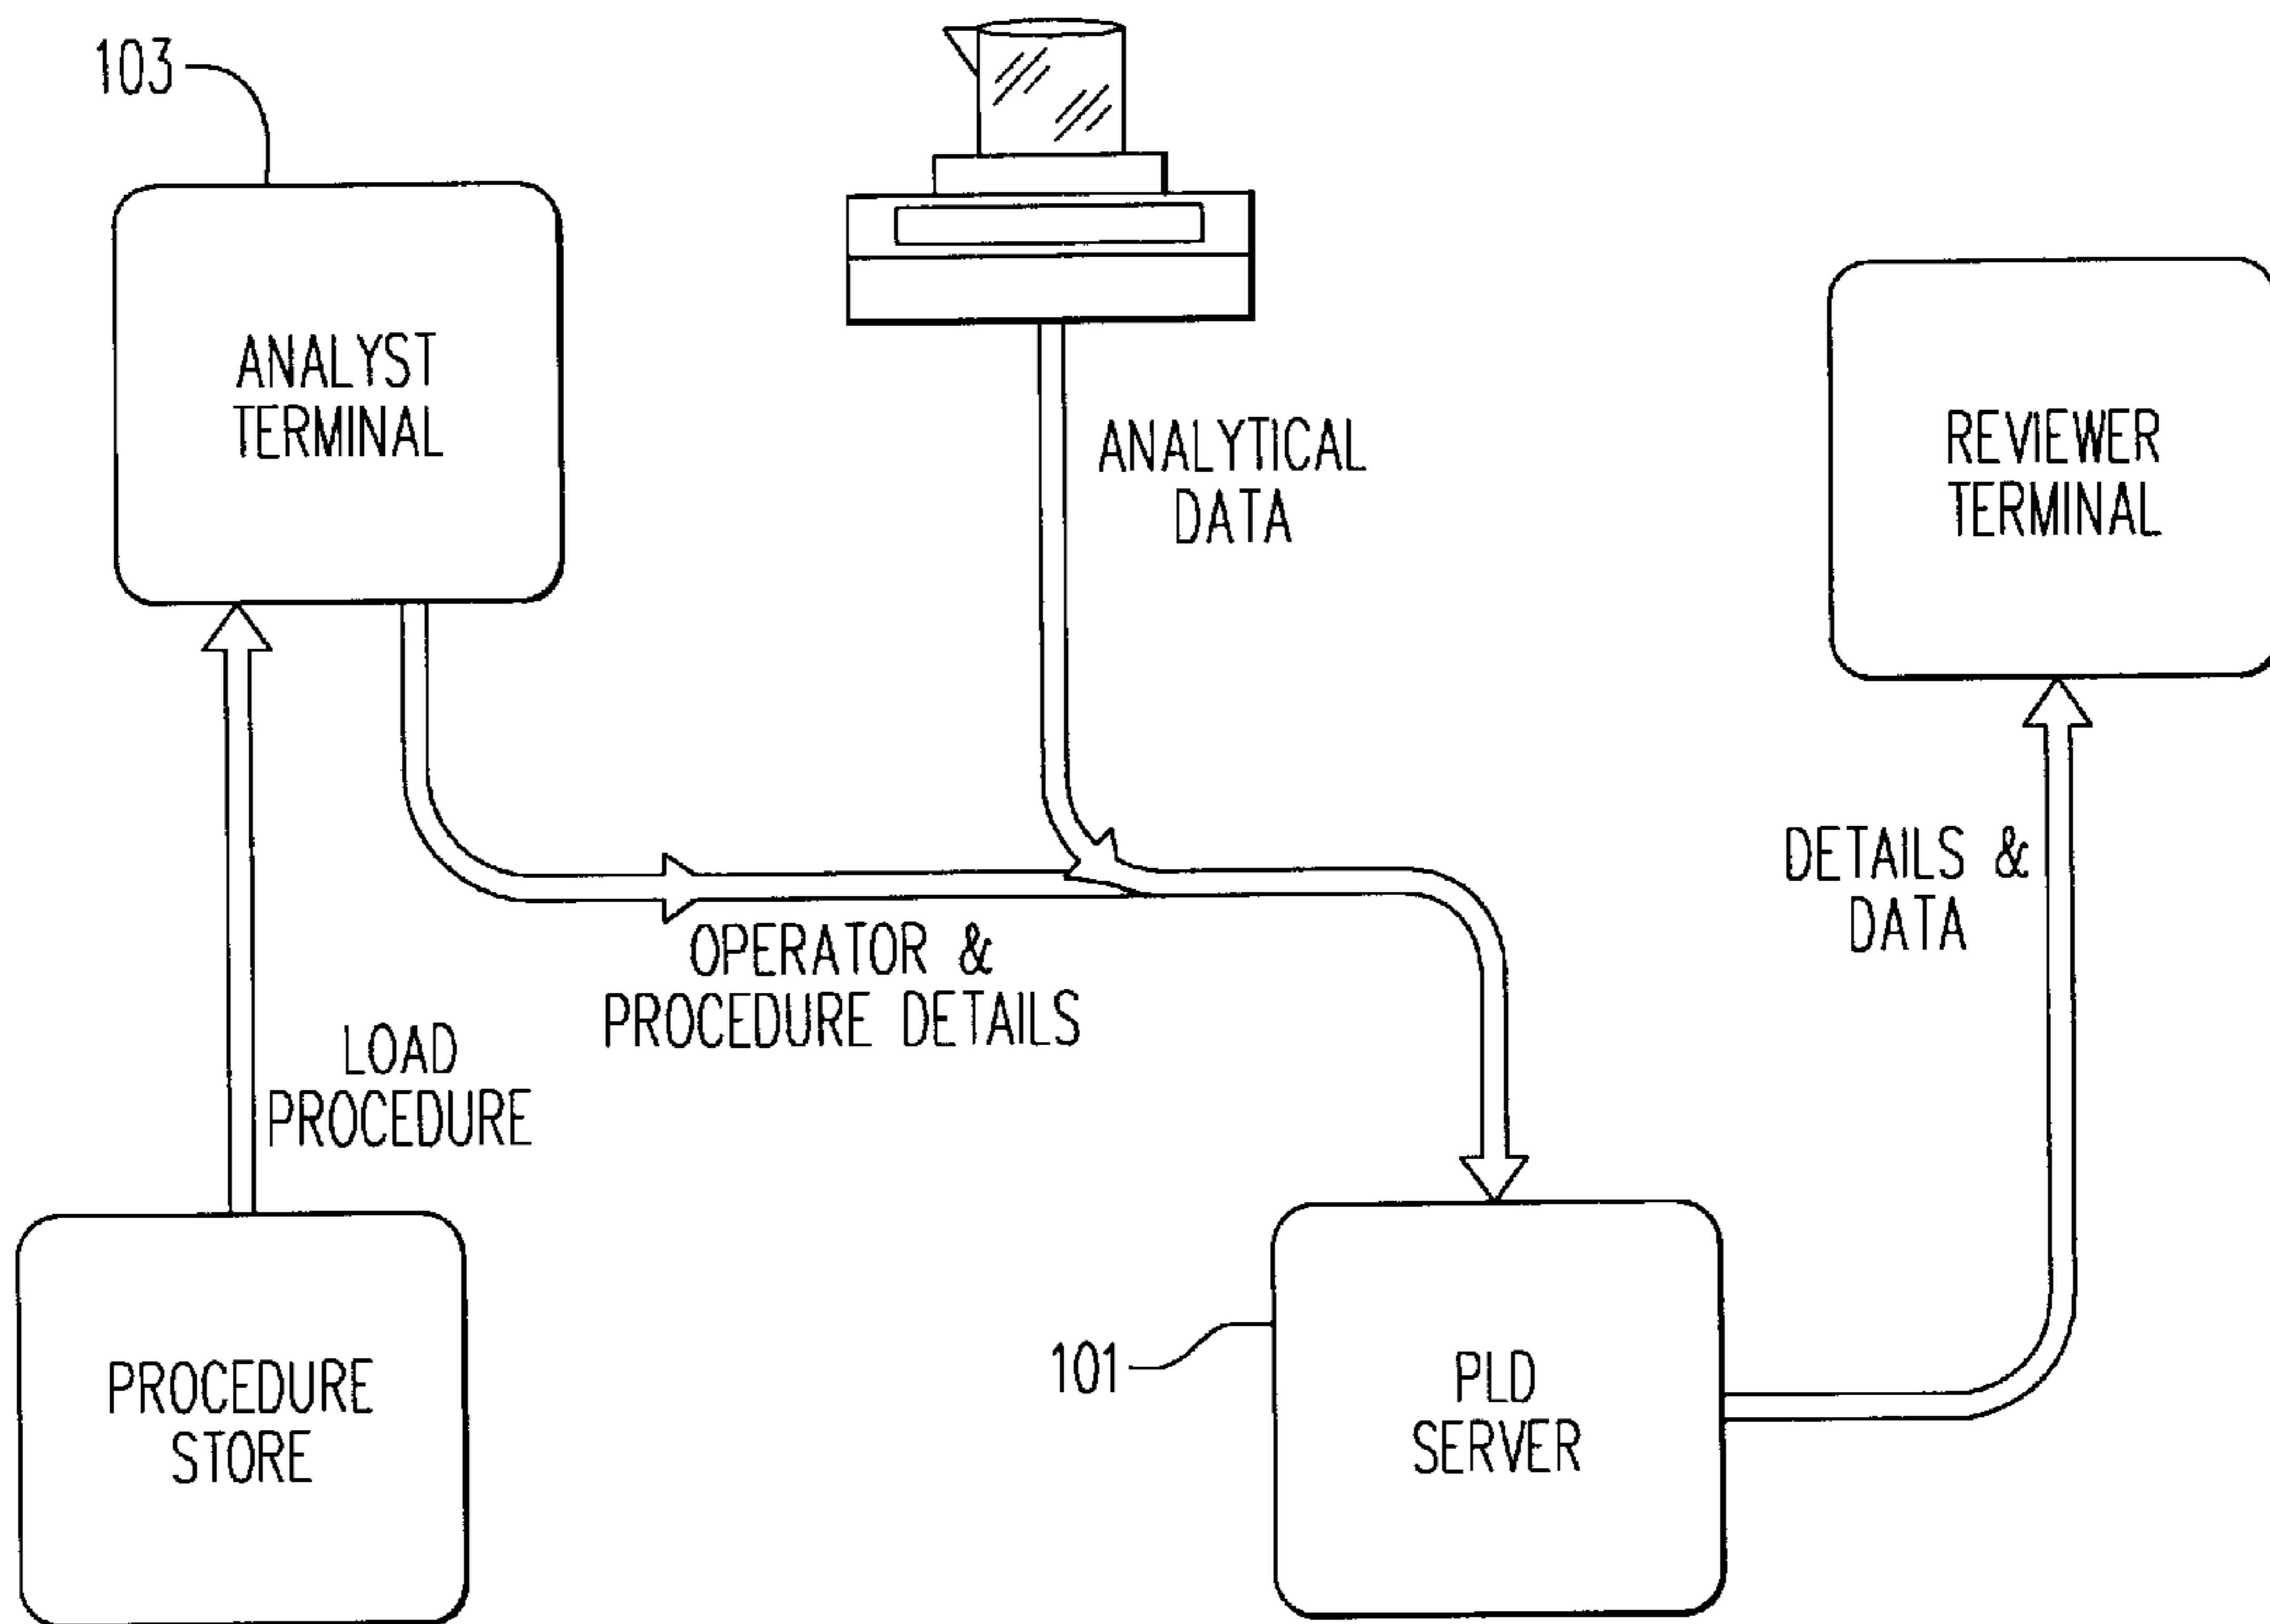 103
ANALYST
TERMINAL
ANALYTICAL
DATA
REVIEWER
TERMINAL
OPERATOR &
PROCEDURE DETAILS
DETAILS &
DATA
LOAD
PROCEDURE
PROCEDURE
STORE
101
PLD
SERVER